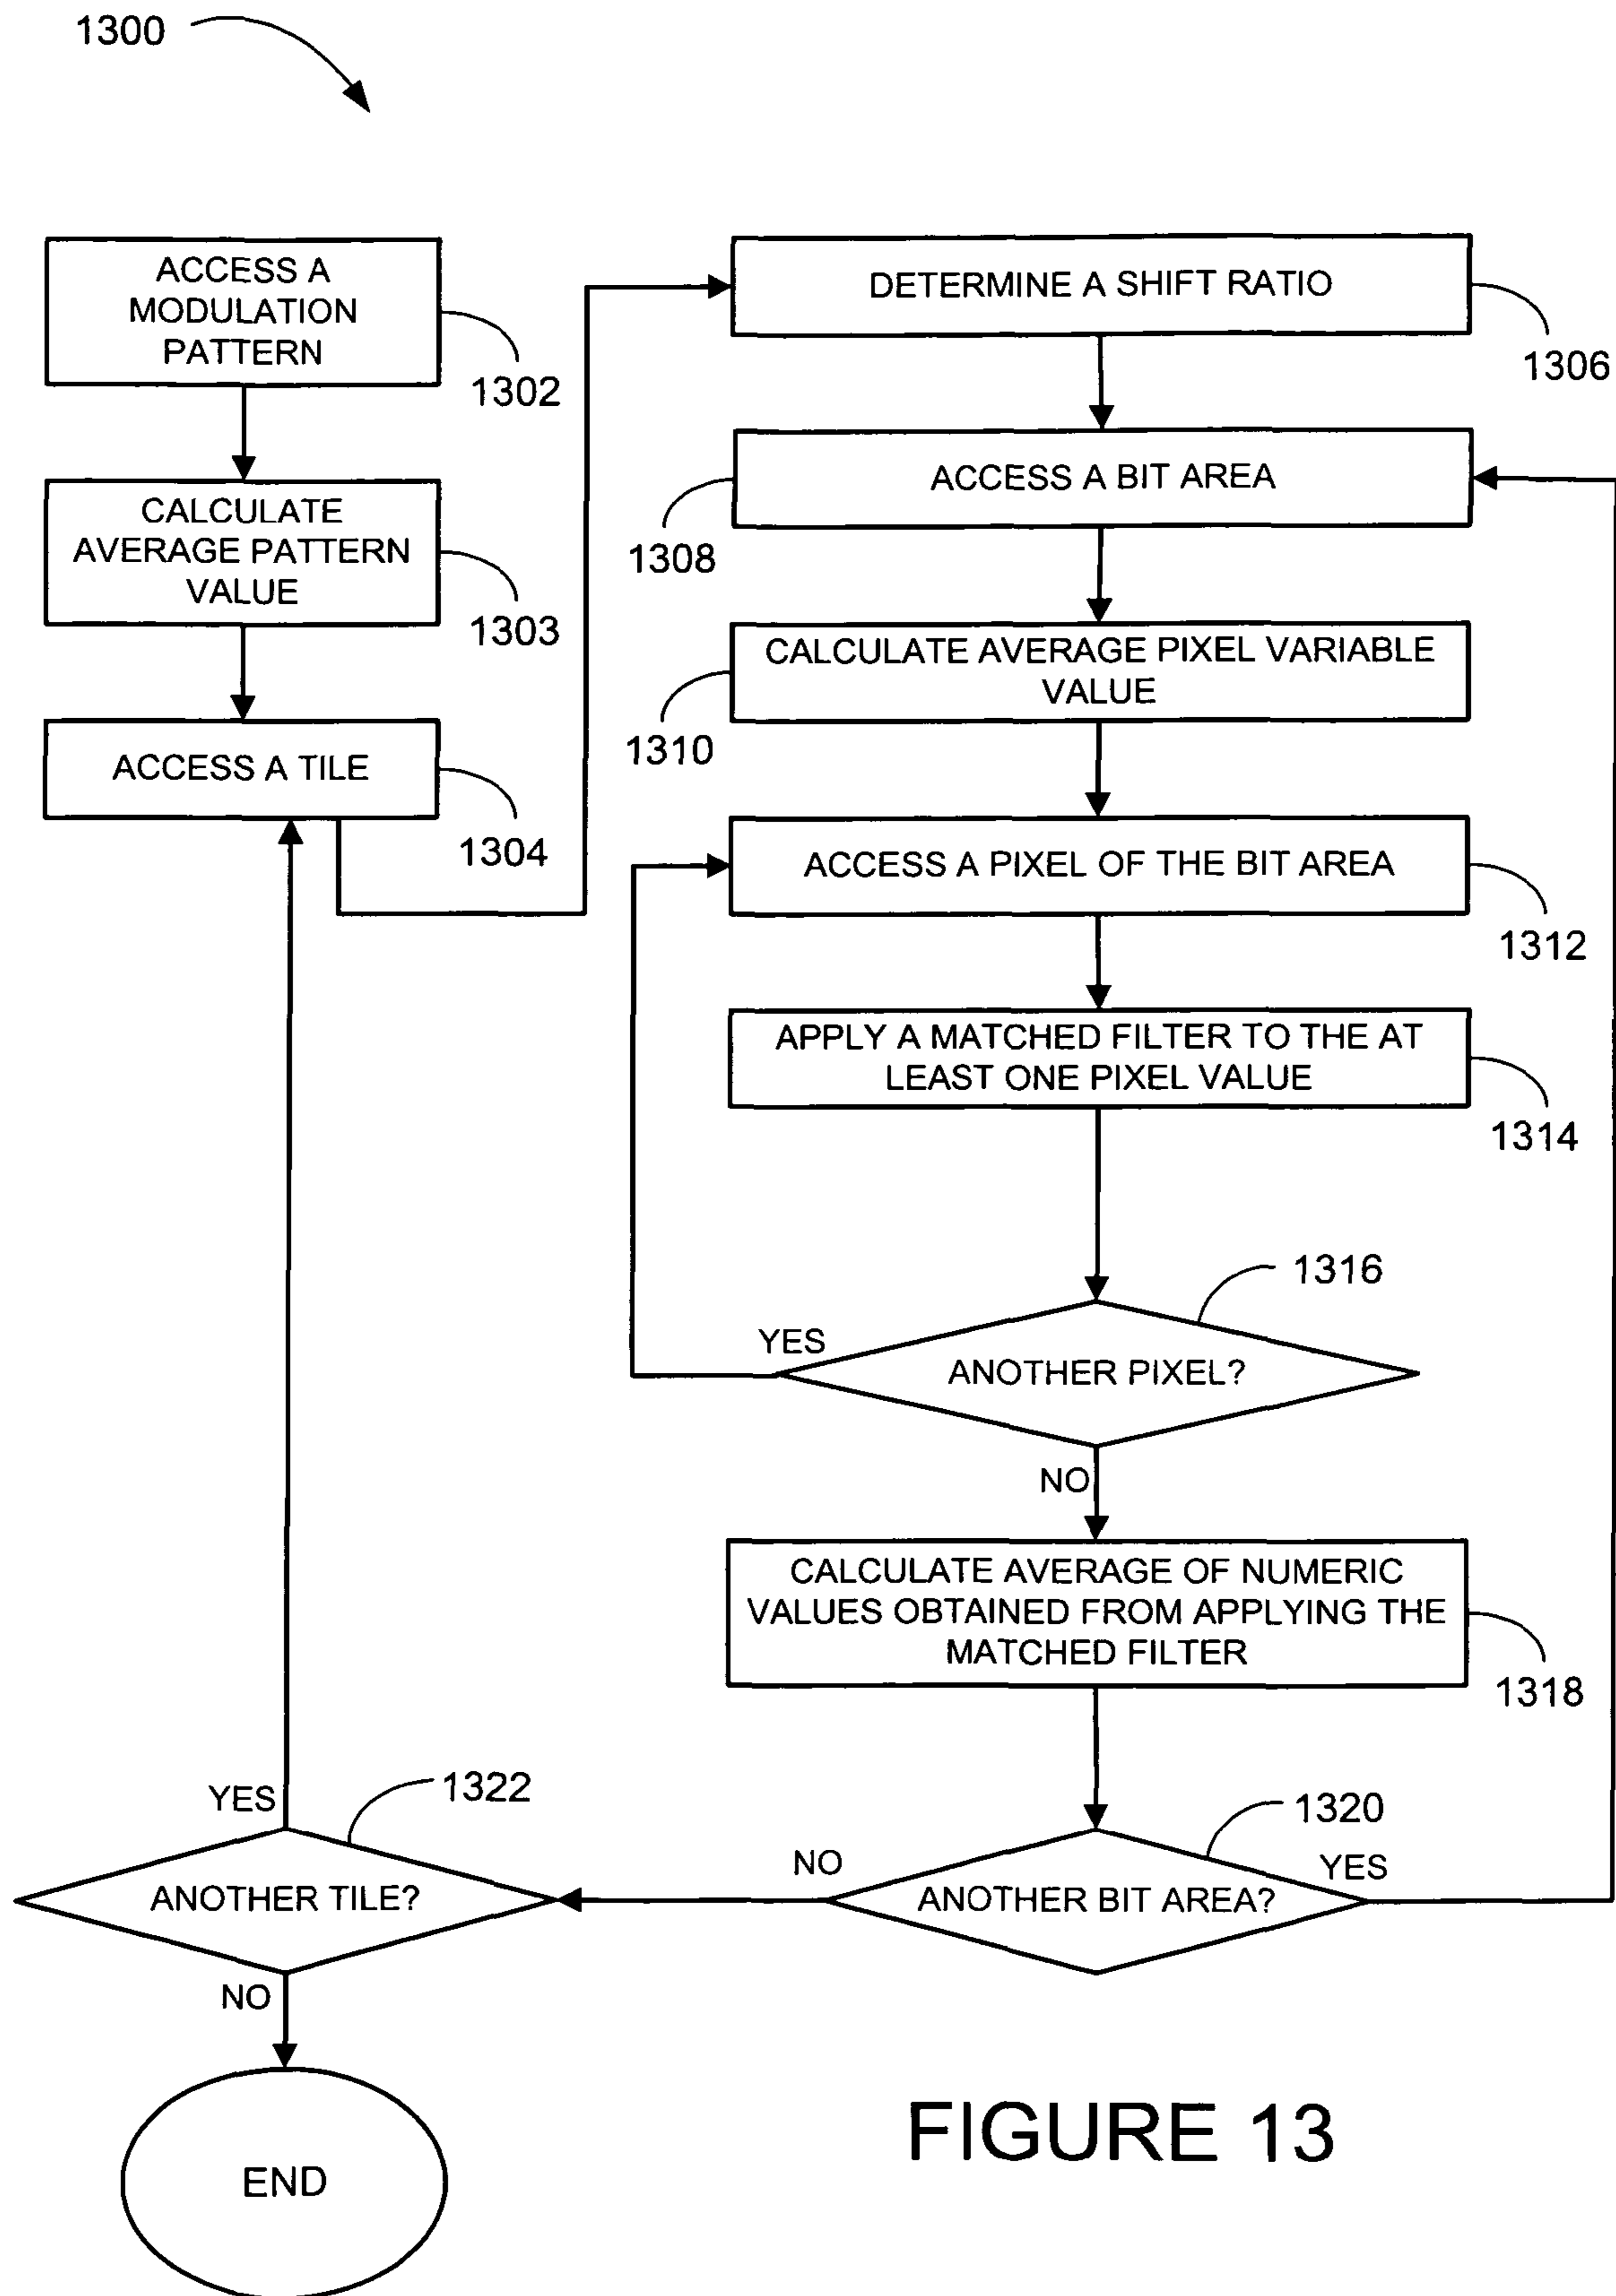 1300
ACCESS A
MODULATION
PATTERN
1302
CALCULATE
AVERAGE PATTERN
VALUE
1303
ACCESS A TILE
1304
DETERMINE A SHIFT RATIO
1306
ACCESS A BIT AREA
1308
CALCULATE AVERAGE PIXEL VARIABLE
VALUE
1310
ACCESS A PIXEL OF THE BIT AREA
1312
APPLY A MATCHED FILTER TO THE AT
LEAST ONE PIXEL VALUE
1314
1316
YES
ANOTHER PIXEL?
NO
CALCULATE AVERAGE OF NUMERIC
VALUES OBTAINED FROM APPLYING THE
MATCHED FILTER
1318
1320
NO
YES
ANOTHER BIT AREA?
1322
YES
ANOTHER TILE?
NO
END
FIGURE 13